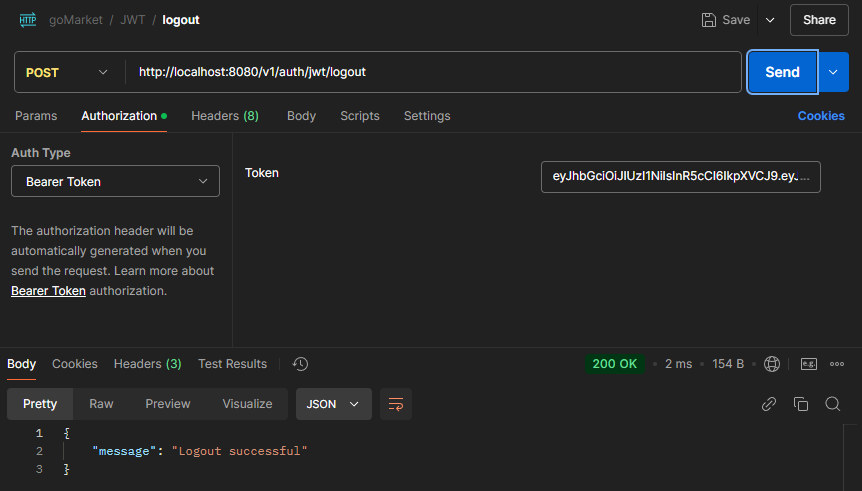 HTTP goMarket / JWT / logout Save Share
POST http://localhost:8080/v1/auth/jwt/logout Send
Params Authorization Headers (8) Body Scripts Settings Cookies
Auth Type
Bearer Token
Token eyJhbGciOiJIUzI1NiIsInR5cCI6IkpXVCJ9.ey...
The authorization header will be
automatically generated when you
send the request. Learn more about
Bearer Token authorization.
Body Cookies Headers (3) Test Results 200 OK • 2 ms • 154 B • e.g.
Pretty Raw Preview Visualize JSON
1 {
2 "message": "Logout successful"
3 }